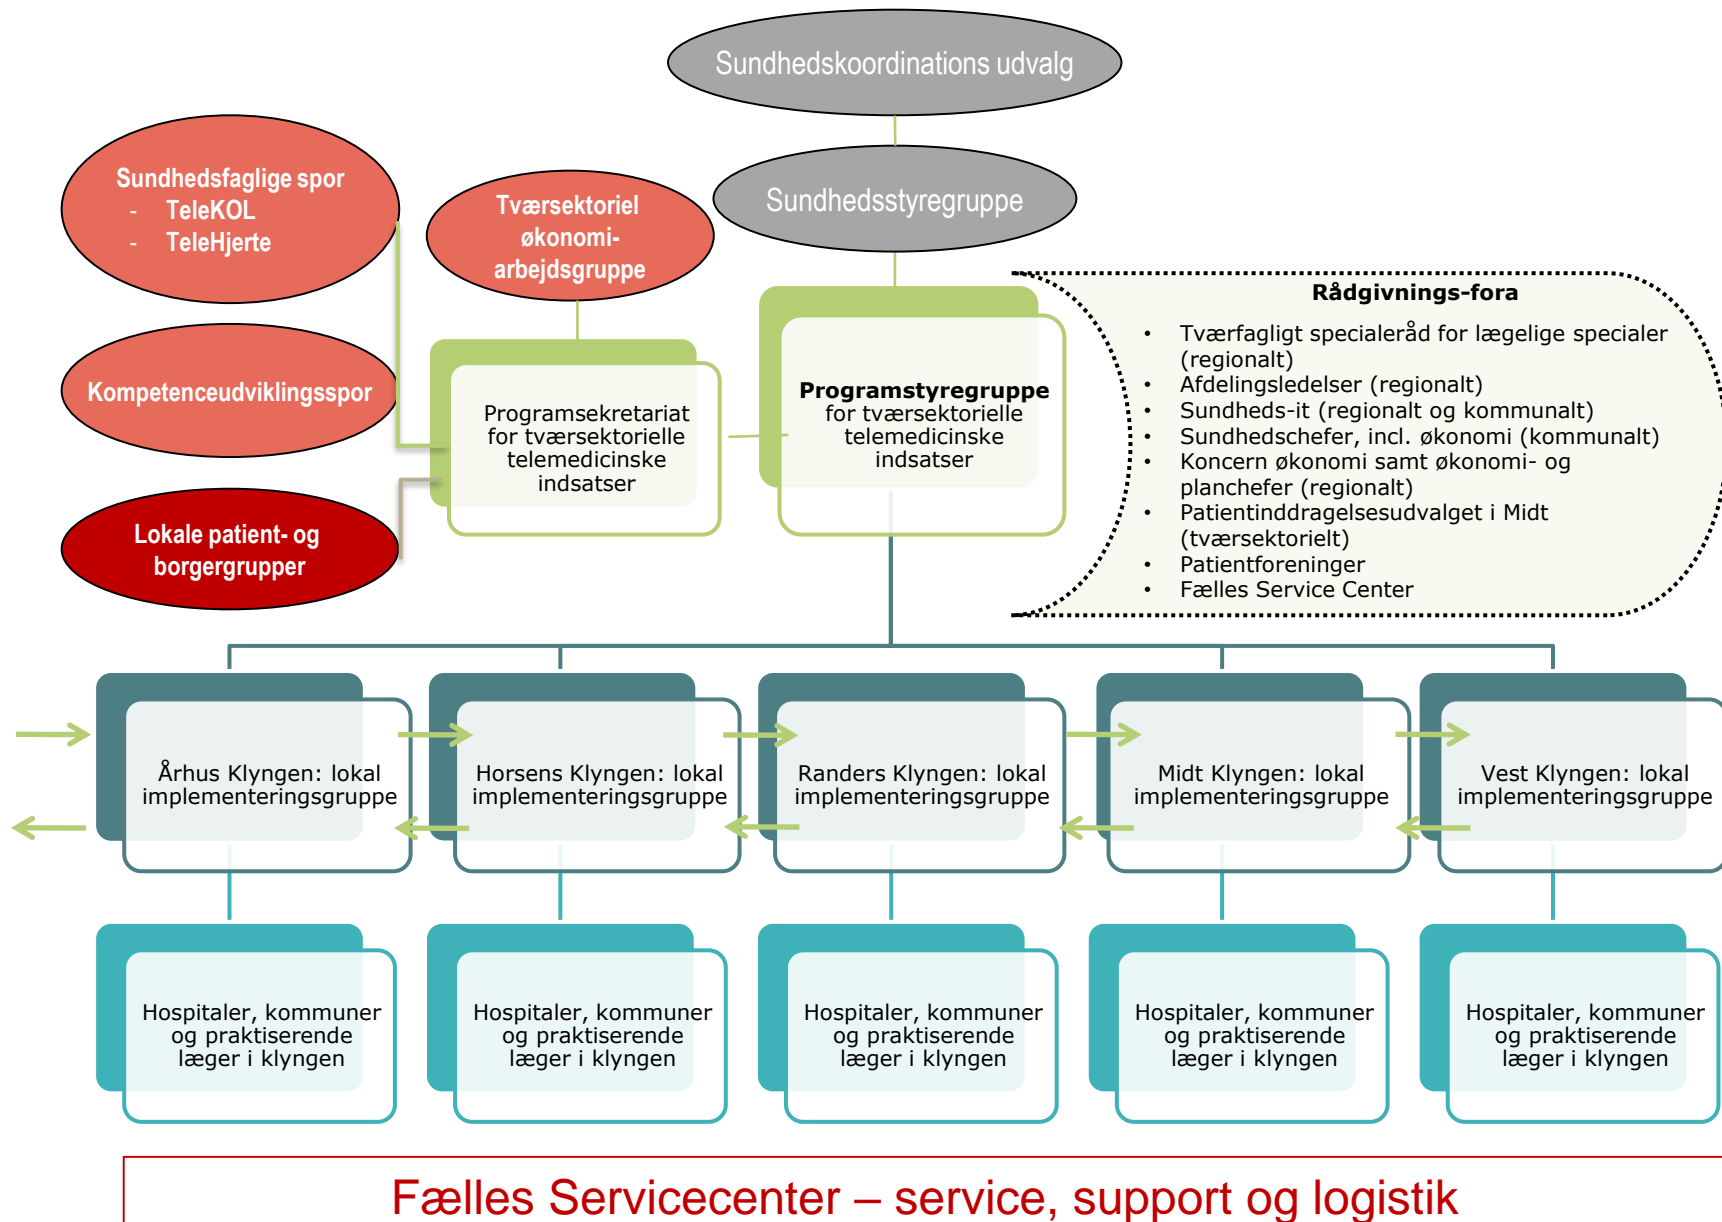 Sundhedskoordinations udvalg
Sundhedsstyregruppe
Sundhedsfaglige spor
- TeleKOL
- TeleHjerte
Tværsektoriel
økonomi-
arbejdsgruppe
Kompetenceudviklingsspor
Lokale patient- og
borgergrupper
Programsekretariat
for tværsektorielle
telemedicinske
indsatser
Programstyregruppe
for tværsektorielle
telemedicinske
indsatser
Rådgivnings-fora
• Tværfagligt specialeråd for lægelige specialer
(regionalt)
• Afdelingsledelser (regionalt)
• Sundheds-it (regionalt og kommunalt)
• Sundhedschefer, incl. økonomi (kommunalt)
• Koncern økonomi samt økonomi- og
planchefer (regionalt)
• Patientinddragelsesudvalget i Midt
(tværsektorielt)
• Patientforeninger
• Fælles Service Center
Århus Klyngen: lokal
implementeringsgruppe
Horsens Klyngen: lokal
implementeringsgruppe
Randers Klyngen: lokal
implementeringsgruppe
Midt Klyngen: lokal
implementeringsgruppe
Vest Klyngen: lokal
implementeringsgruppe
Hospitaler, kommuner
og praktiserende
læger i klyngen
Hospitaler, kommuner
og praktiserende
læger i klyngen
Hospitaler, kommuner
og praktiserende
læger i klyngen
Hospitaler, kommuner
og praktiserende
læger i klyngen
Hospitaler, kommuner
og praktiserende
læger i klyngen
Fælles Servicecenter – service, support og logistik